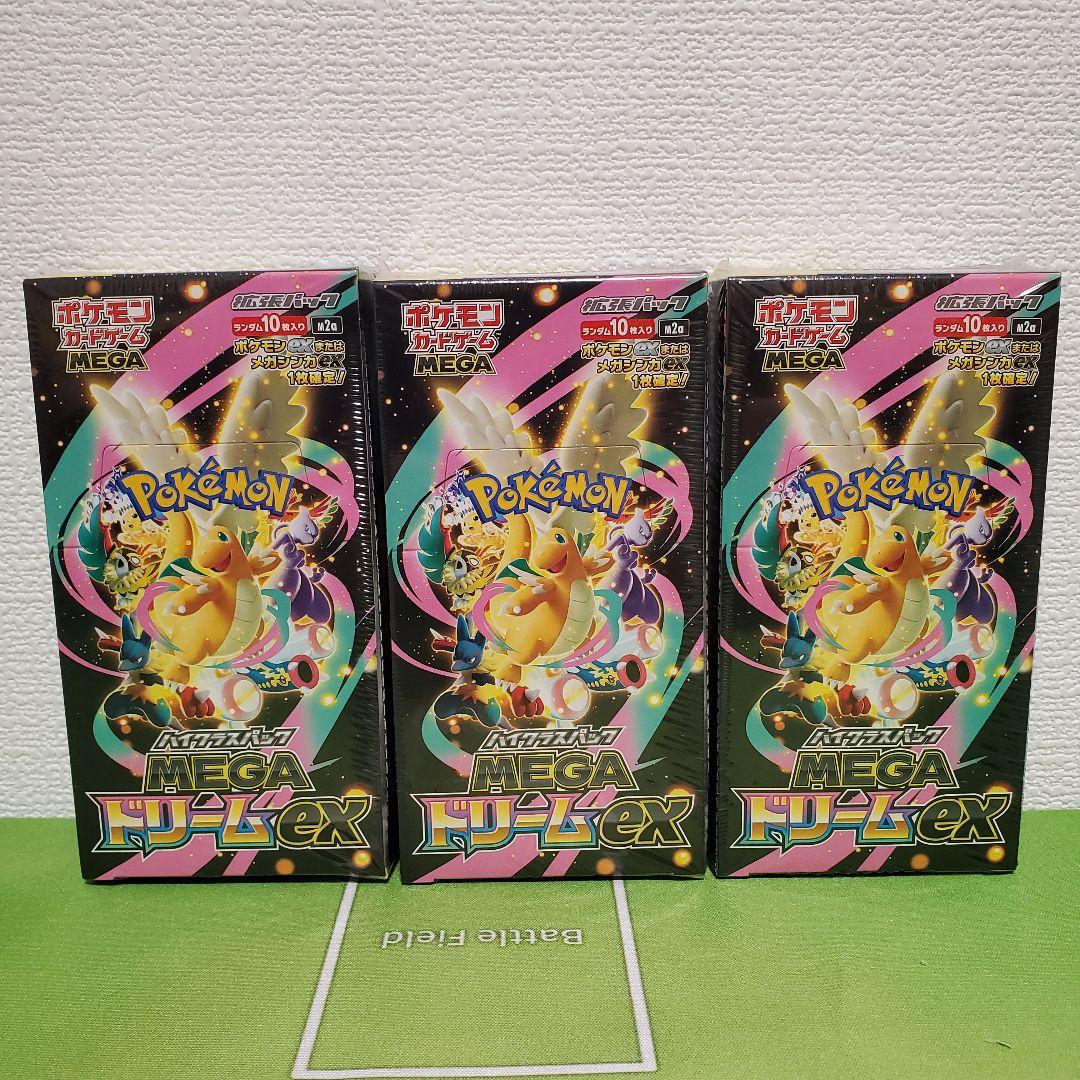 ポケモン
カードゲーム
MEGA
拡張パック
ランダム10枚入り M2a
ポケモンexまたは
メガシンカex
1枚確定!
POKÉMON
ハイクラスパック
MEGA
ドリームex
ポケモン
カードゲーム
MEGA
拡張パック
ランダム10枚入り M2a
ポケモンexまたは
メガシンカex
1枚確定!
POKÉMON
ハイクラスパック
MEGA
ドリームex
ポケモン
カードゲーム
MEGA
拡張パック
ランダム10枚入り M2a
ポケモンexまたは
メガシンカex
1枚確定!
POKÉMON
ハイクラスパック
MEGA
ドリームex
Battle Field